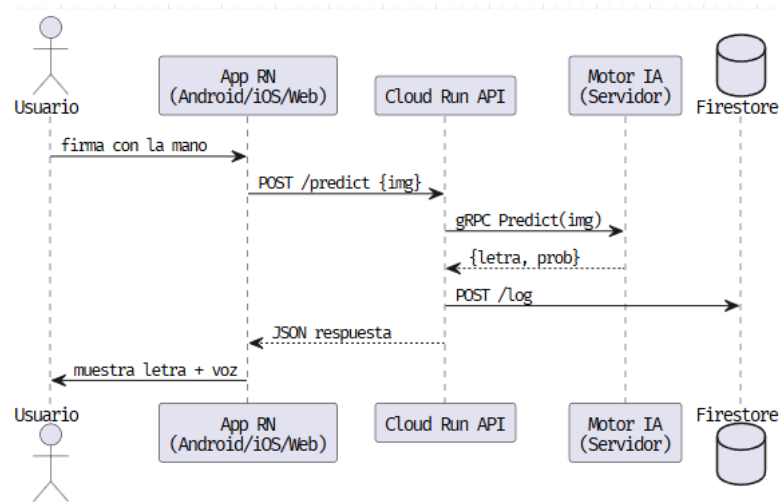 Usuario
App RN
(Android/iOS/Web)
Cloud Run API
Motor IA
(Servidor)
Firestore
firma con la mano
POST /predict {img}
gRPC Predict(img)
{letra, prob}
POST /log
JSON respuesta
muestra letra + voz
Usuario
App RN
(Android/iOS/Web)
Cloud Run API
Motor IA
(Servidor)
Firestore